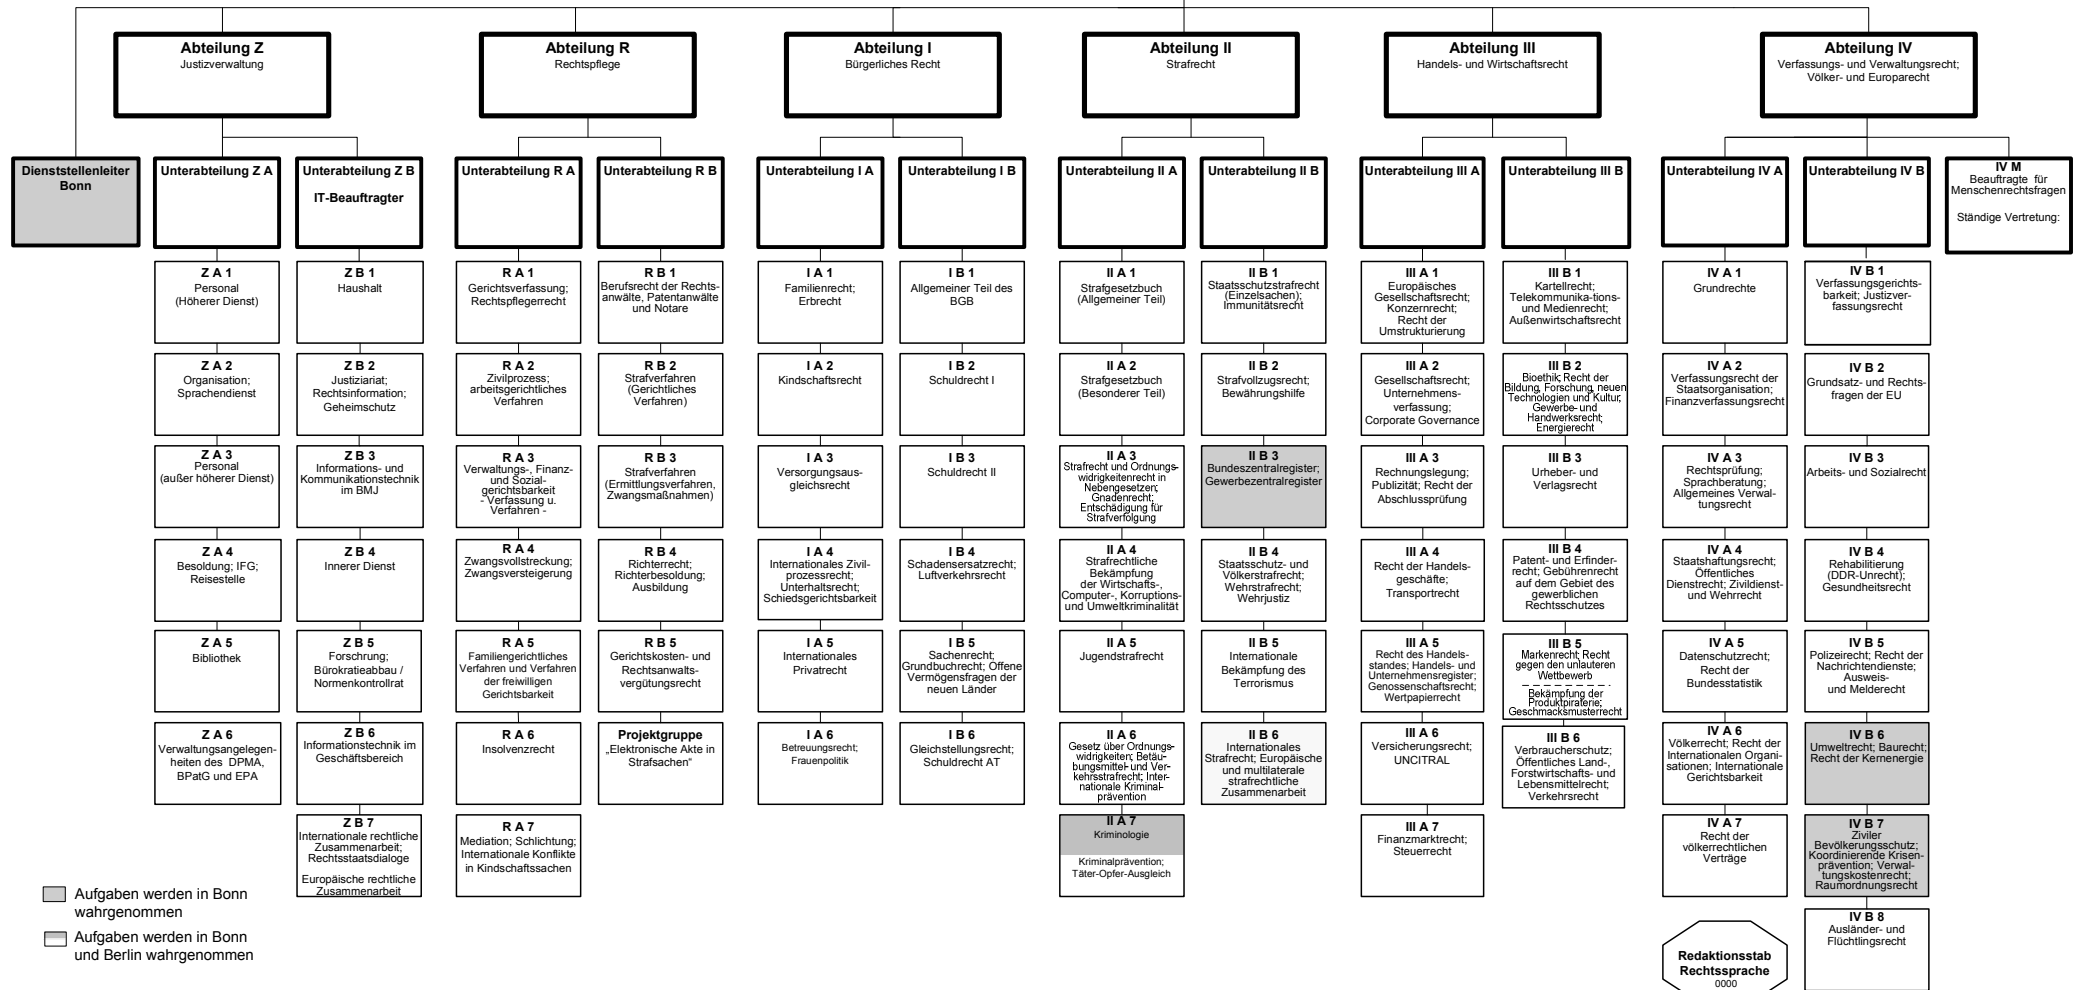 Abteilung Z
Justizverwaltung
Abteilung R
Rechtspflege
Abteilung I
Bürgerliches Recht
Abteilung II
Strafrecht
Abteilung III
Handels- und Wirtschaftsrecht
Abteilung IV
Verfassungs- und Verwaltungsrecht;
Völker- und Europarecht
Dienststellenleiter
Bonn
Unterabteilung Z A
Unterabteilung Z B
IT-Beauftragter
Unterabteilung R A
Unterabteilung R B
Unterabteilung I A
Unterabteilung I B
Unterabteilung II A
Unterabteilung II B
Unterabteilung III A
Unterabteilung III B
Unterabteilung IV A
Unterabteilung IV B
IV M
Beauftragte für
Menschenrechtsfragen
Ständige Vertretung:
Z A 1
Personal
(Höherer Dienst)
Z B 1
Haushalt
R A 1
Gerichtsverfassung;
Rechtspflegerrecht
R B 1
Berufsrecht der Rechts-
anwälte, Patentanwälte
und Notare
I A 1
Familienrecht;
Erbrecht
I B 1
Allgemeiner Teil des
BGB
II A 1
Strafgesetzbuch
(Allgemeiner Teil)
II B 1
Staatsschutzstrafrecht
(Einzelsachen);
Immunitätsrecht
III A 1
Europäisches
Gesellschaftsrecht;
Konzernrecht;
Recht der
Umstrukturierung
III B 1
Kartellrecht;
Telekommunika-tions-
und Medienrecht;
Außenwirtschaftsrecht
IV A 1
Grundrechte
IV B 1
Verfassungsgerichts-
barkeit; Justizver-
fassungsrecht
Z A 2
Organisation;
Sprachendienst
Z B 2
Justiziariat;
Rechtsinformation;
Geheimschutz
R A 2
Zivilprozess;
arbeitsgerichtliches
Verfahren
R B 2
Strafverfahren
(Gerichtliches
Verfahren)
I A 2
Kindschaftsrecht
I B 2
Schuldrecht I
II A 2
Strafgesetzbuch
(Besonderer Teil)
II B 2
Strafvollzugsrecht;
Bewährungshilfe
III A 2
Gesellschaftsrecht;
Unternehmens-
verfassung;
Corporate Governance
III B 2
Bioethik; Recht der
Bildung, Forschung, neuen
Technologien und Kultur;
Gewerbe- und
Handwerksrecht;
Energierecht
IV A 2
Verfassungsrecht der
Staatsorganisation;
Finanzverfassungsrecht
IV B 2
Grundsatz- und Rechts-
fragen der EU
Z A 3
Personal
(außer höherer Dienst)
Z B 3
Informations- und
Kommunikationstechnik
im BMJ
R A 3
Verwaltungs-, Finanz-
und Sozial-
gerichtsbarkeit
- Verfassung u.
Verfahren -
R B 3
Strafverfahren
(Ermittlungsverfahren,
Zwangsmaßnahmen)
I A 3
Versorgungsaus-
gleichsrecht
I B 3
Schuldrecht II
II A 3
Strafrecht und Ordnungs-
widrigkeitenrecht in
Nebengesetzen;
Gnadenrecht;
Entschädigung für
Strafverfolgung
II B 3
Bundeszentralregister;
Gewerbezentralregister
III A 3
Rechnungslegung;
Publizität; Recht der
Abschlussprüfung
III B 3
Urheber- und
Verlagsrecht
IV A 3
Rechtsprüfung;
Sprachberatung;
Allgemeines Verwal-
tungsrecht
IV B 3
Arbeits- und Sozialrecht
Z A 4
Besoldung; IFG;
Reisestelle
Z B 4
Innerer Dienst
R A 4
Zwangsvollstreckung;
Zwangsversteigerung
R B 4
Richterrecht;
Richterbesoldung;
Ausbildung
I A 4
Internationales Zivil-
prozessrecht;
Unterhaltsrecht;
Schiedsgerichtsbarkeit
I B 4
Schadensersatzrecht;
Luftverkehrsrecht
II A 4
Strafrechtliche
Bekämpfung
der Wirtschafts-,
Computer-, Korruptions-
und Umweltkriminalität
II B 4
Staatsschutz- und
Völkerstrafrecht;
Wehrstrafrecht;
Wehrjustiz
III A 4
Recht der Handels-
geschäfte;
Transportrecht
III B 4
Patent- und Erfinder-
recht; Gebührenrecht
auf dem Gebiet des
gewerblichen
Rechtsschutzes
IV A 4
Staatshaftungsrecht;
Öffentliches
Dienstrecht; Zivildienst-
und Wehrrecht
IV B 4
Rehabilitierung
(DDR-Unrecht);
Gesundheitsrecht
Z A 5
Bibliothek
Z B 5
Forschung;
Bürokratieabbau /
Normenkontrollrat
R A 5
Familiengerichtliches
Verfahren und Verfahren
der freiwilligen
Gerichtsbarkeit
R B 5
Gerichtskosten- und
Rechtsanwalts-
vergütungsrecht
I A 5
Internationales
Privatrecht
I B 5
Sachenrecht;
Grundbuchrecht; Offene
Vermögensfragen der
neuen Länder
II A 5
Jugendstrafrecht
II B 5
Internationale
Bekämpfung des
Terrorismus
III A 5
Recht des Handels-
standes; Handels- und
Unternehmensregister;
Genossenschaftsrecht;
Wertpapierrecht
III B 5
Markenrecht; Recht
gegen den unlauteren
Wettbewerb
Bekämpfung der
Produktpiraterie;
Geschmacksmusterrecht
IV A 5
Datenschutzrecht;
Recht der
Bundesstatistik
IV B 5
Polizeirecht; Recht der
Nachrichtendienste;
Ausweis-
und Melderecht
Z A 6
Verwaltungsangelegen-
heiten des DPMA,
BPatG und EPA
Z B 6
Informationstechnik im
Geschäftsbereich
R A 6
Insolvenzrecht
Projektgruppe
„Elektronische Akte in
Strafsachen“
I A 6
Betreuungsrecht;
Frauenpolitik
I B 6
Gleichstellungsrecht;
Schuldrecht AT
II A 6
Gesetz über Ordnungs-
widrigkeiten; Betäu-
bungsmittel- und Ver-
kehrsstrafrecht; Inter-
nationale Kriminal-
prävention
II B 6
Internationales
Strafrecht; Europäische
und multilaterale
strafrechtliche
Zusammenarbeit
III A 6
Versicherungsrecht;
UNCITRAL
III B 6
Verbraucherschutz;
Öffentliches Land-,
Forstwirtschafts- und
Lebensmittelrecht;
Verkehrsrecht
IV A 6
Völkerrecht; Recht der
Internationalen Organi-
sationen; Internationale
Gerichtsbarkeit
IV B 6
Umweltrecht; Baurecht;
Recht der Kernenergie
Z B 7
Internationale rechtliche
Zusammenarbeit;
Rechtsstaatsdialoge
Europäische rechtliche
Zusammenarbeit
R A 7
Mediation; Schlichtung;
Internationale Konflikte
in Kindschaftssachen
II A 7
Kriminologie
Kriminalprävention;
Täter-Opfer-Ausgleich
III A 7
Finanzmarktrecht;
Steuerrecht
IV A 7
Recht der
völkerrechtlichen
Verträge
IV B 7
Ziviler
Bevölkerungsschutz;
Koordinierende Krisen-
prävention; Verwal-
tungskostenrecht;
Raumordnungsrecht
IV B 8
Ausländer- und
Flüchtlingsrecht
Redaktionsstab
Rechtssprache
0000
Aufgaben werden in Bonn
wahrgenommen
Aufgaben werden in Bonn
und Berlin wahrgenommen